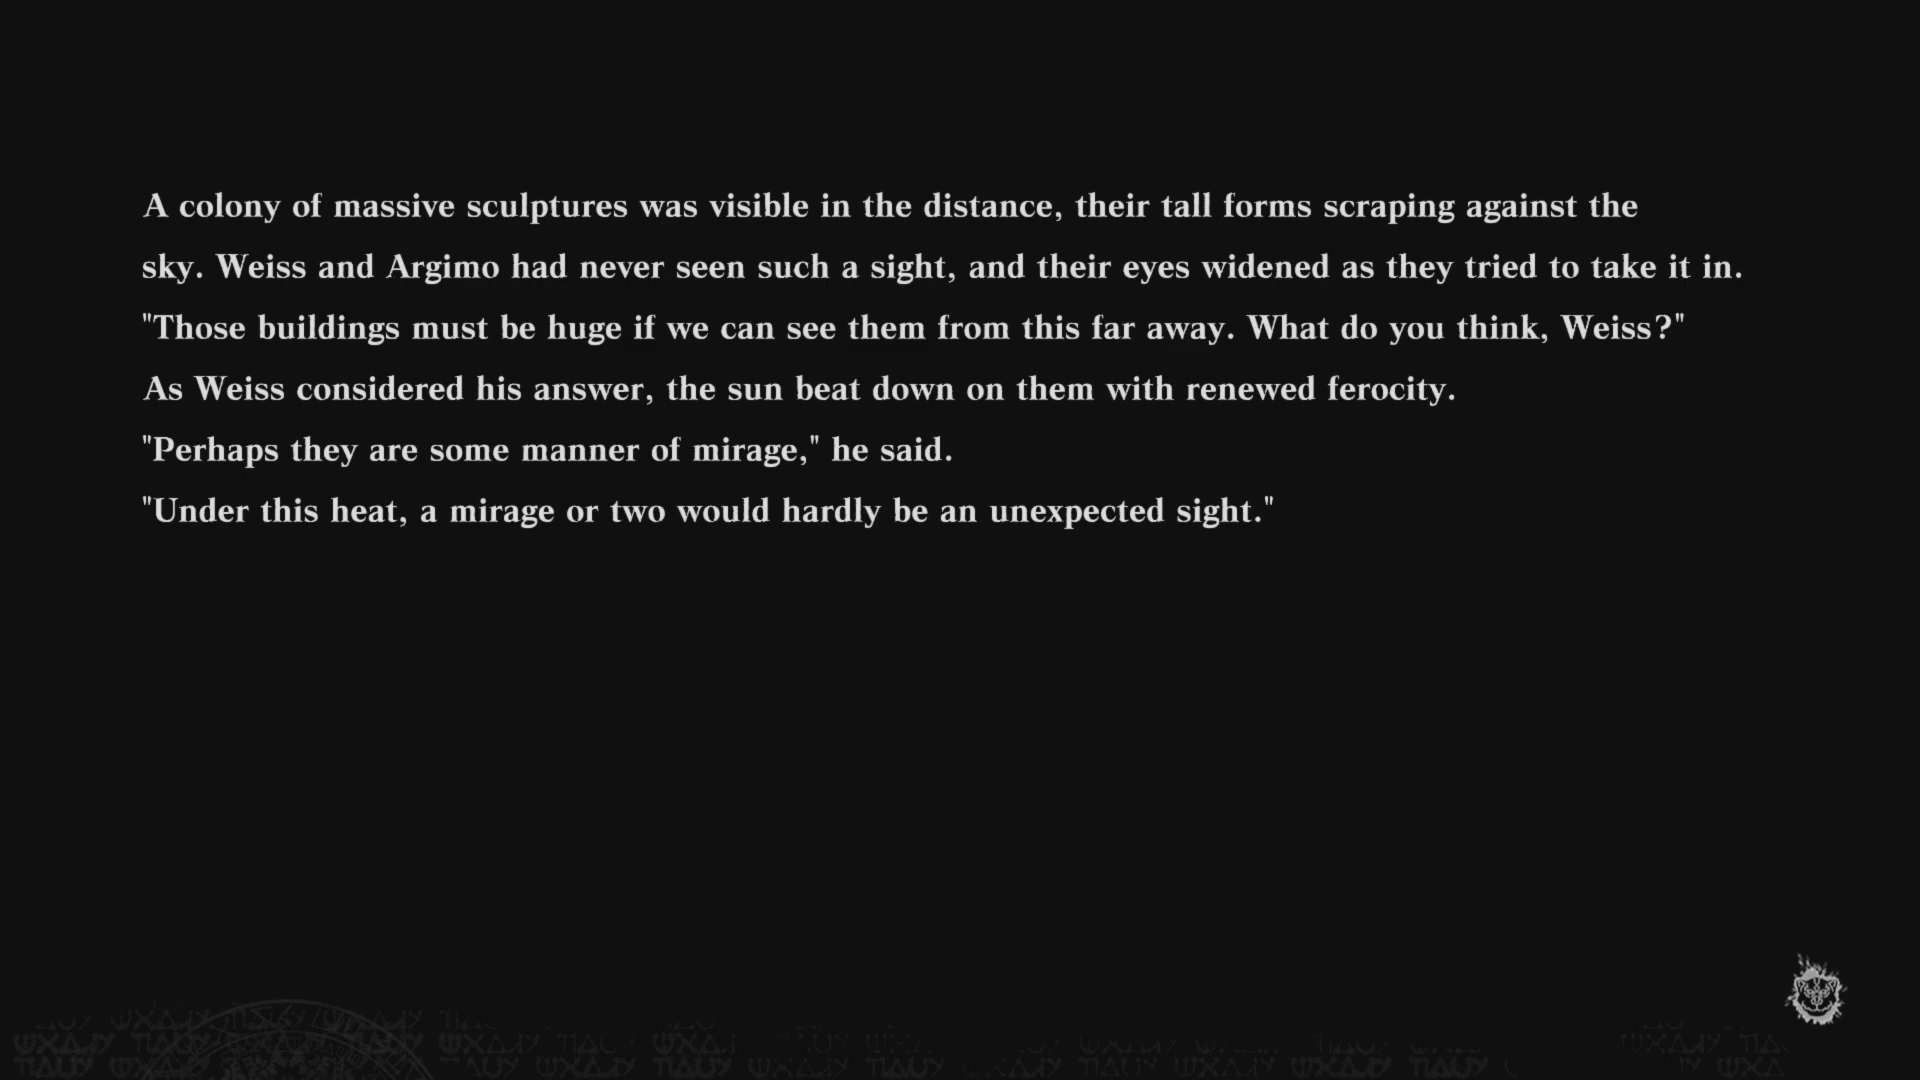 A colony of massive sculptures was visible in the distance, their tall forms scraping against the
sky. Weiss and Argimo had never seen such a sight, and their eyes widened as they tried to take it in.
"Those buildings must be huge if we can see them from this far away. What do you think, Weiss?"
As Weiss considered his answer, the sun beat down on them with renewed ferocity.
"Perhaps they are some manner of mirage," he said.
"Under this heat, a mirage or two would hardly be an unexpected sight."